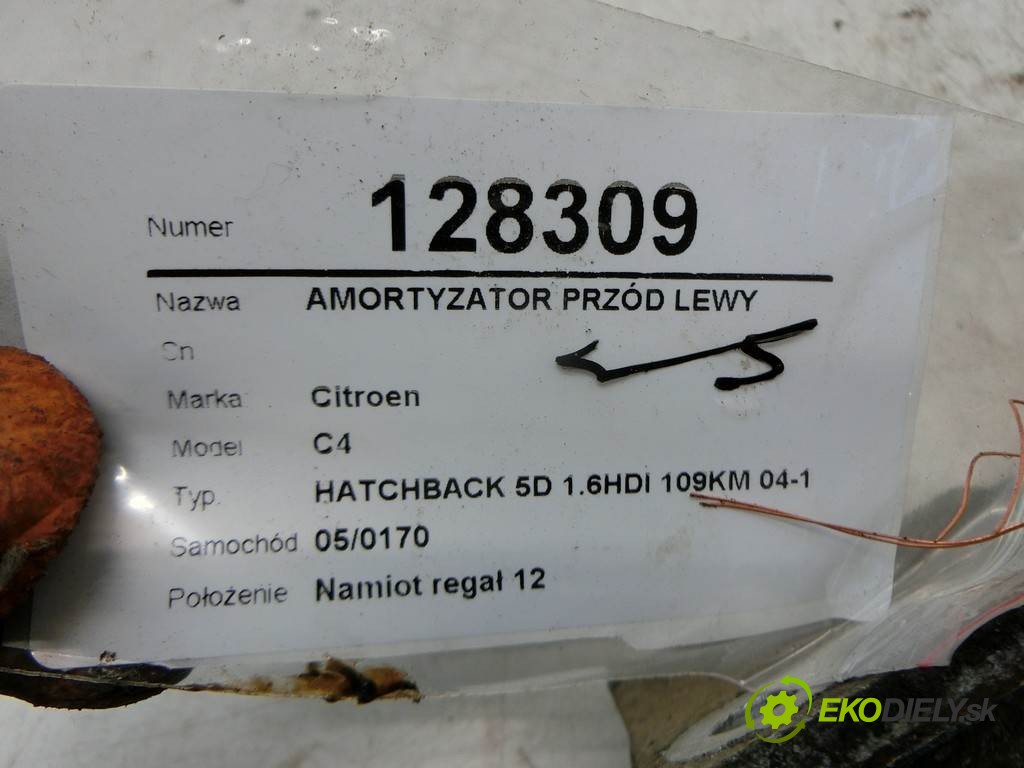 Numer 128309
Nazwa AMORTYZATOR PRZÓD LEWY
Cn
Marka Citroen
Model C4
Typ. HATCHBACK 5D 1.6HDI 109KM 04-1
Samochód 05/0170
Położenie Namiot regał 12
EKODIELY.sk